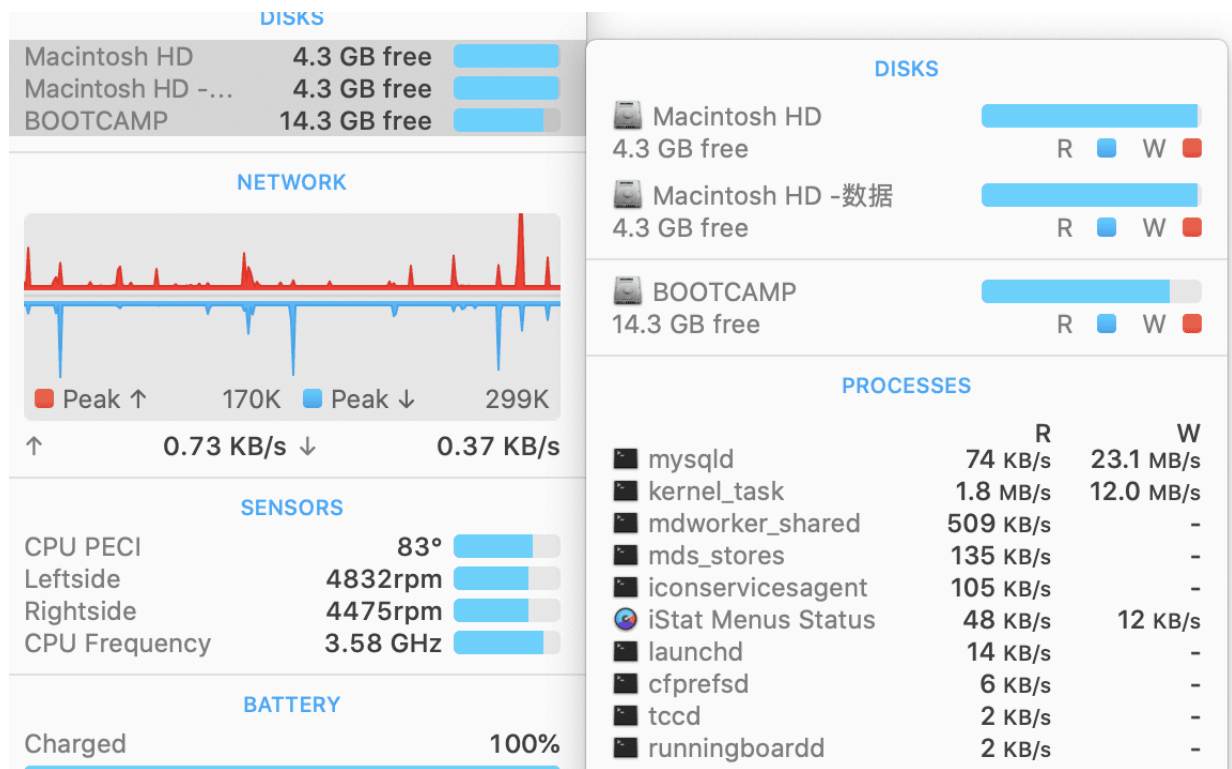 DISKS
Macintosh HD 4.3 GB free
Macintosh HD -... 4.3 GB free
BOOTCAMP 14.3 GB free
NETWORK
Peak ↑ 170K Peak ↓ 299K
↑ 0.73 KB/s ↓ 0.37 KB/s
SENSORS
CPU PECI 83°
Leftside 4832rpm
Rightside 4475rpm
CPU Frequency 3.58 GHz
BATTERY
Charged 100%
DISKS
Macintosh HD
4.3 GB free R W
Macintosh HD -数据
4.3 GB free R W
BOOTCAMP
14.3 GB free R W
PROCESSES
R W
mysqld 74 KB/s 23.1 MB/s
kernel_task 1.8 MB/s 12.0 MB/s
mdworker_shared 509 KB/s -
mds_stores 135 KB/s -
iconservicesagent 105 KB/s -
iStat Menus Status 48 KB/s 12 KB/s
launchd 14 KB/s -
cfprefsd 6 KB/s -
tccd 2 KB/s -
runningboardd 2 KB/s -